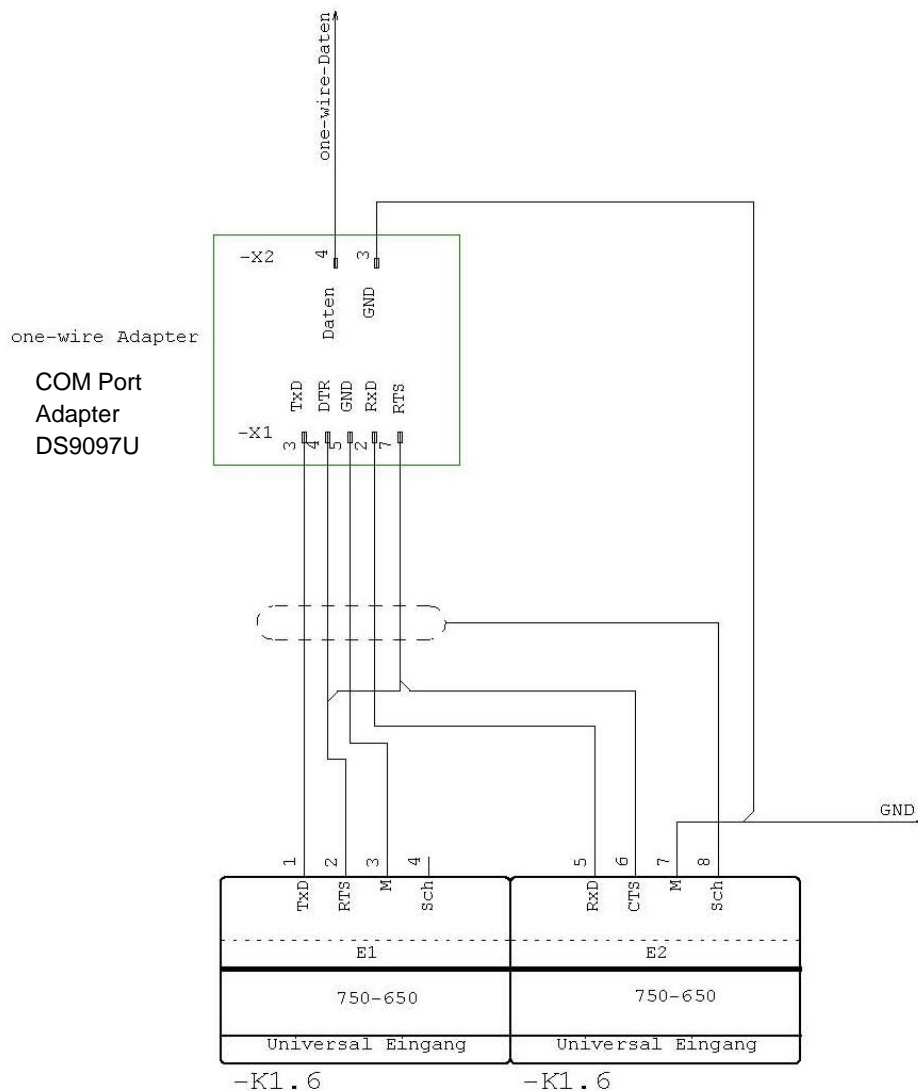 one-wire-Daten
-X2
4
3
Daten
GND
one-wire Adapter
COM Port
Adapter
DS9097U
TxD
DTR
GND
RxD
RTS
-X1
3
4
5
2
7
GND
1
2
3
4
5
6
7
8
TxD
RTS
M
Sch
RxD
CTS
M
Sch
E1
E2
750-650
750-650
Universal Eingang
Universal Eingang
-K1.6
-K1.6